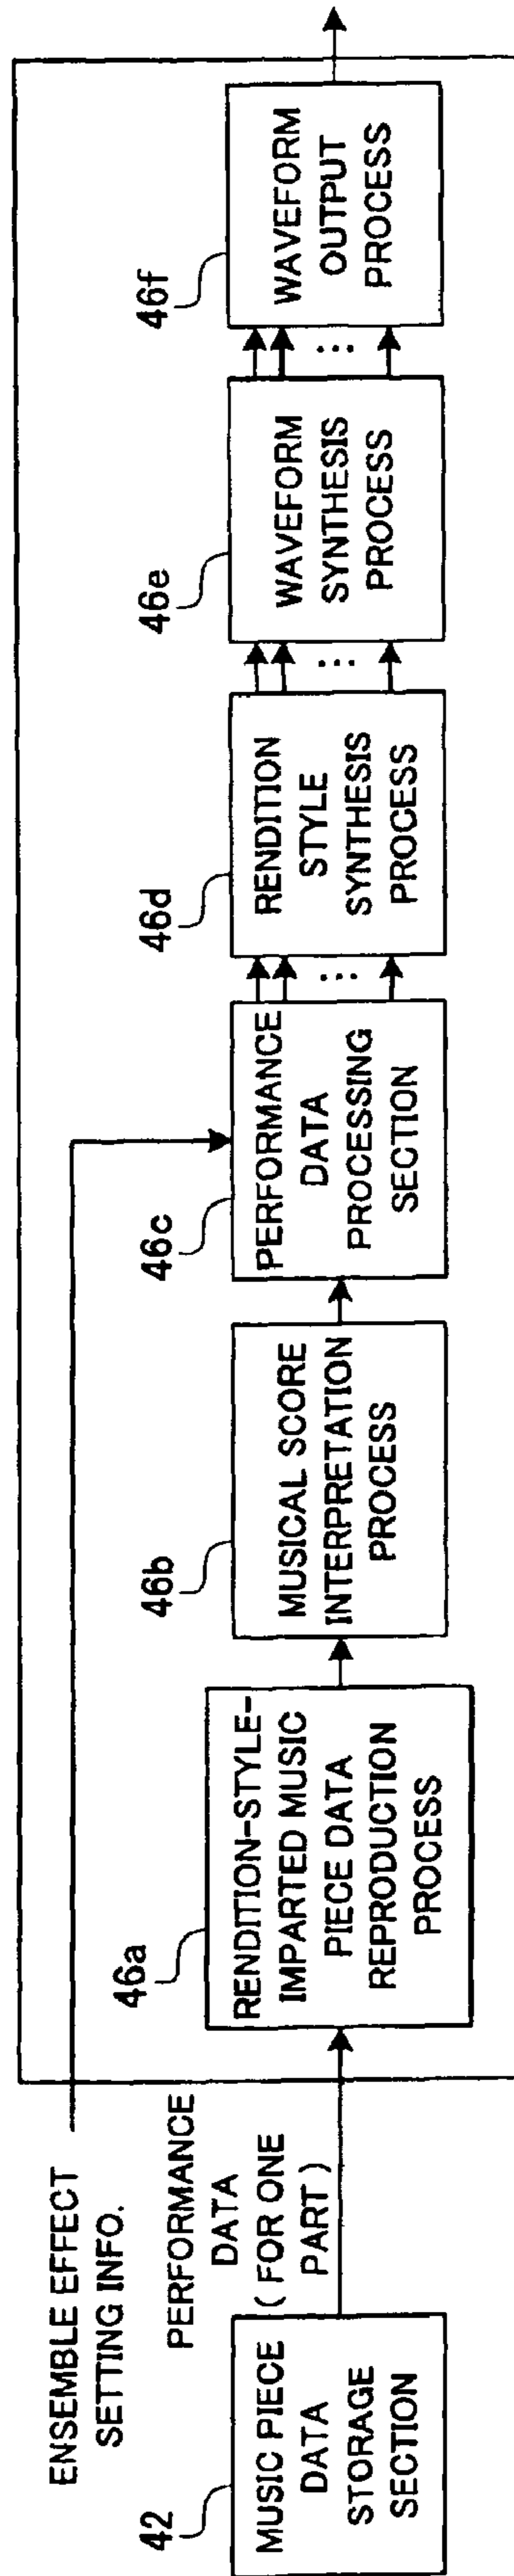 ENSEMBLE EFFECT
SETTING INFO.
42
MUSIC PIECE
DATA
STORAGE
SECTION
PERFORMANCE
DATA
( FOR ONE
PART )
46a
RENDITION-STYLE-
IMPARTED MUSIC
PIECE DATA
REPRODUCTION
PROCESS
46b
MUSICAL SCORE
INTERPRETATION
PROCESS
46c
PERFORMANCE
DATA
PROCESSING
SECTION
...
46d
RENDITION
STYLE
SYNTHESIS
PROCESS
...
46e
WAVEFORM
SYNTHESIS
PROCESS
...
46f
WAVEFORM
OUTPUT
PROCESS